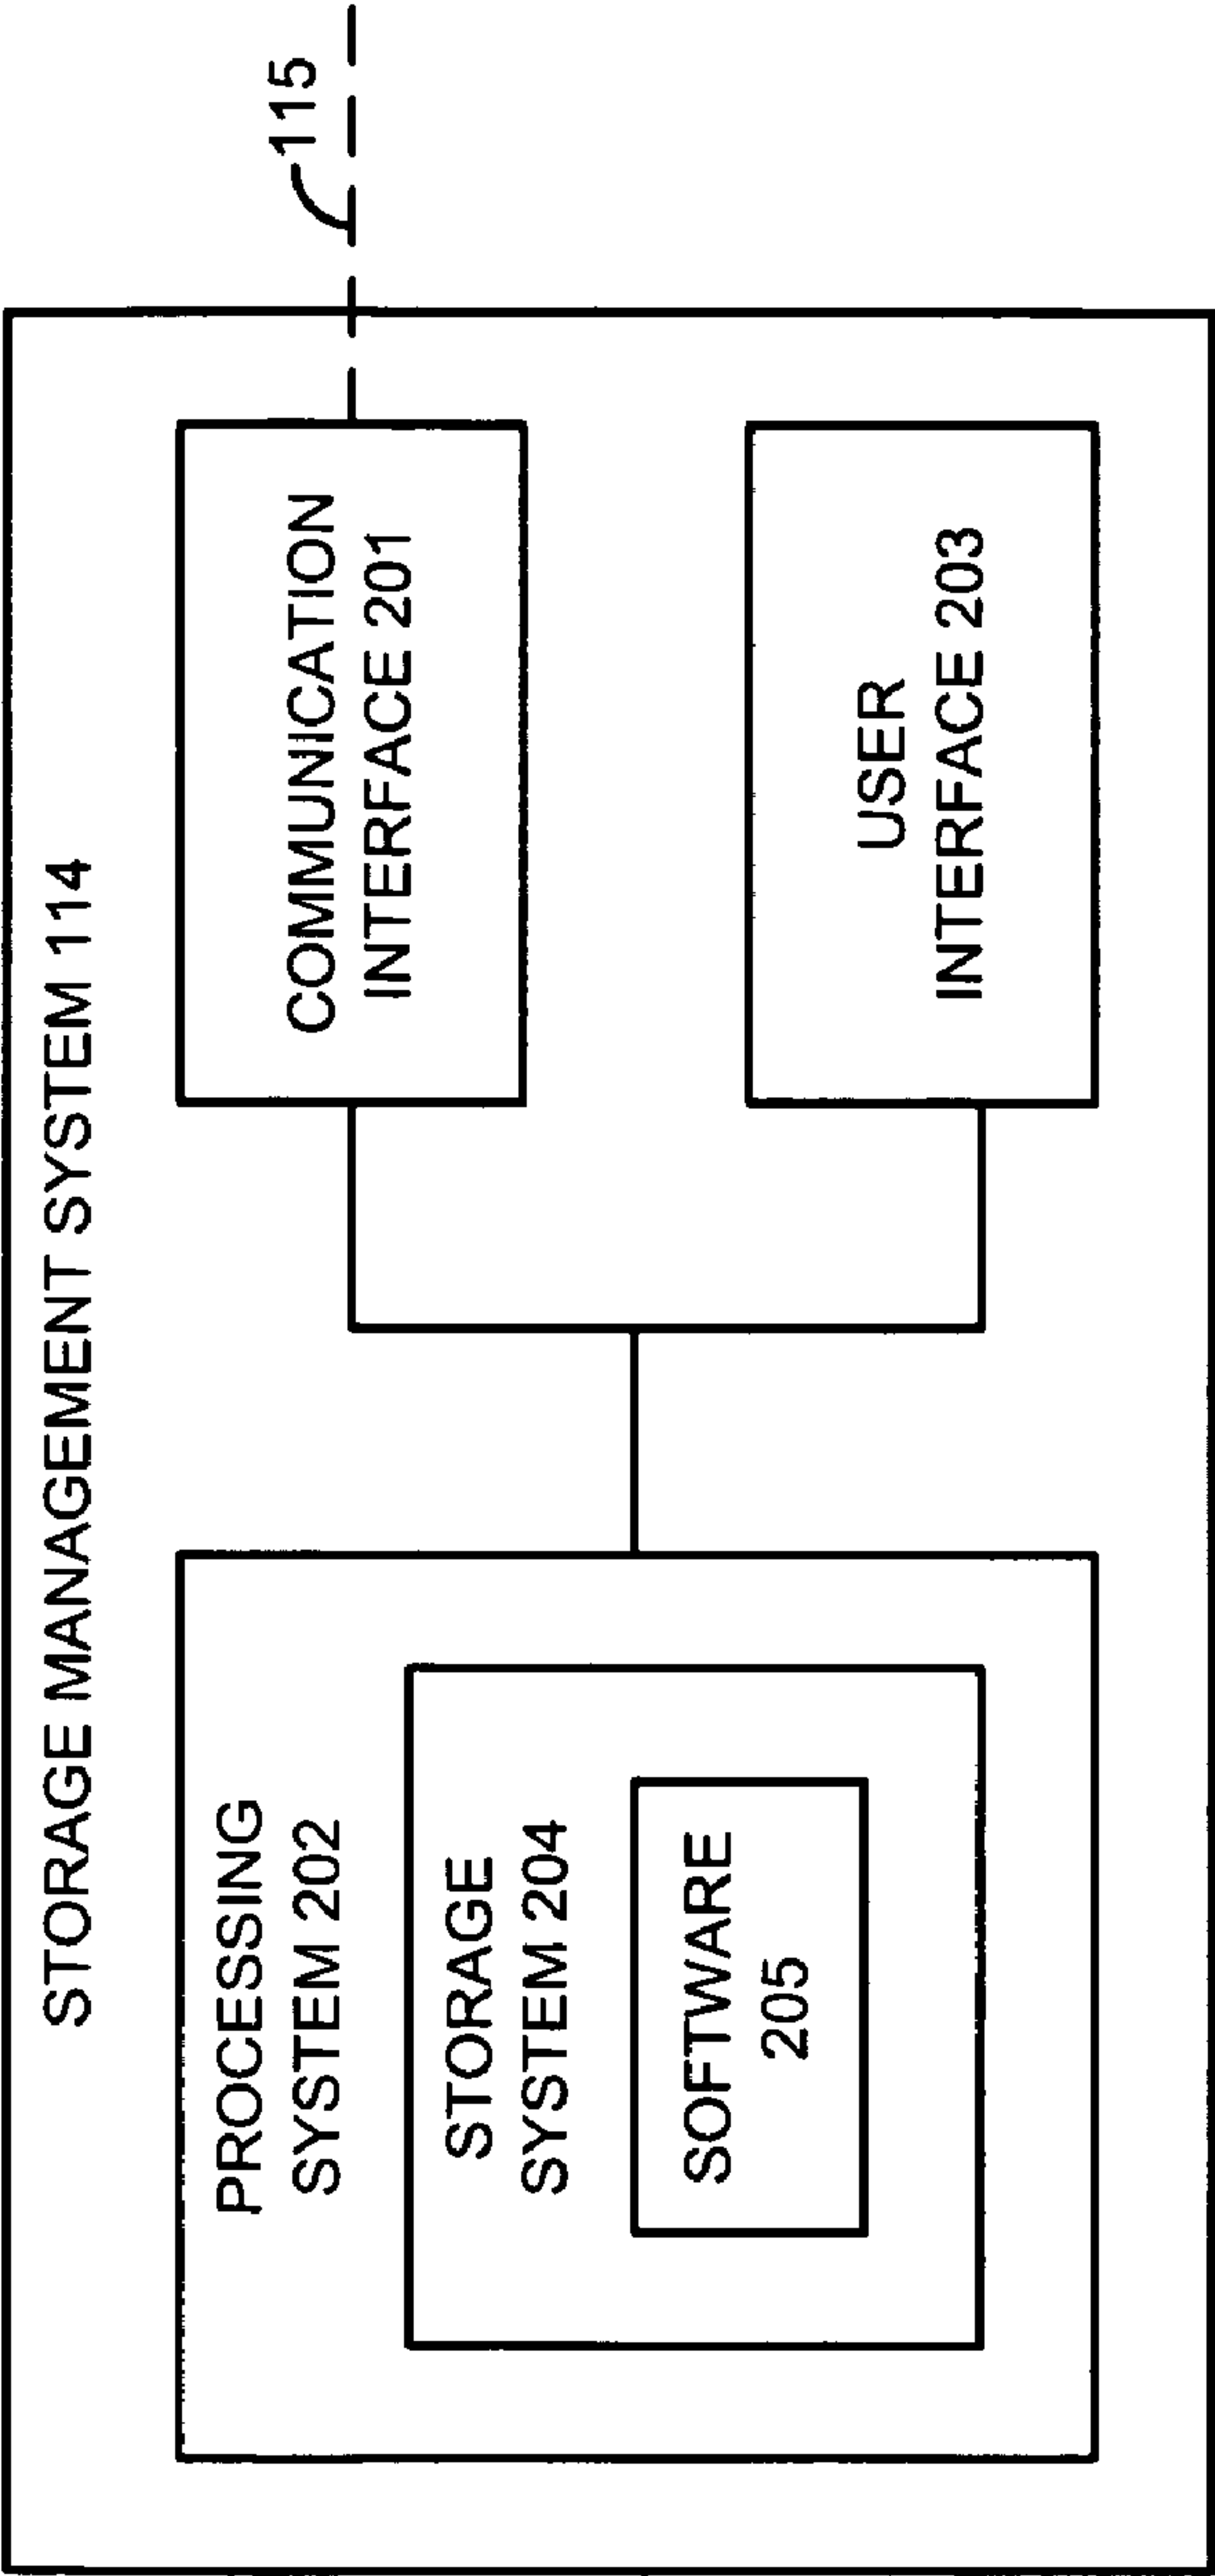 STORAGE MANAGEMENT SYSTEM 114
PROCESSING
SYSTEM 202
STORAGE
SYSTEM 204
SOFTWARE
205
COMMUNICATION
INTERFACE 201
115
USER
INTERFACE 203